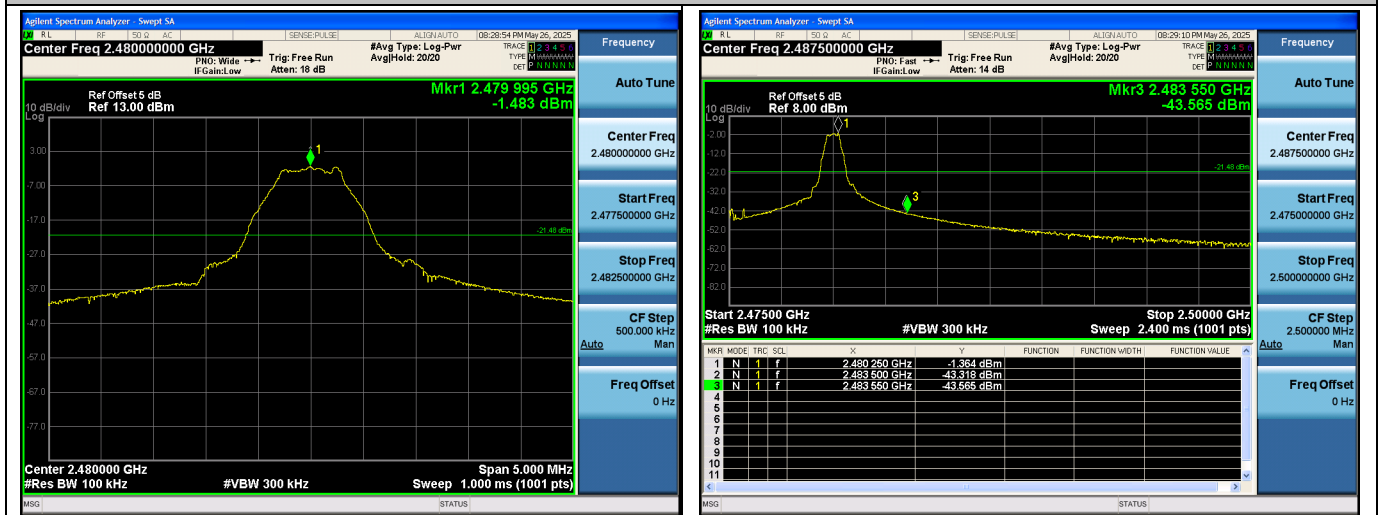 Agilent Spectrum Analyzer - Swept SA
LXI RL RF 50 Ω AC SENSE:PULSE ALIGNAUTO 08:28:54 PM May 26, 2025
Center Freq 2.480000000 GHz
PNO: Wide
IFGain:Low
Trig: Free Run
Atten: 18 dB
#Avg Type: Log-Pwr
Avg|Hold: 20/20
TRACE 1 2 3 4 5 6
TYPE M
DET P N N N N N
Ref Offset 5 dB
10 dB/div Ref 13.00 dBm
Log
Mkr1 2.479 995 GHz
-1.483 dBm
1
3.00
-7.00
-17.0
-21.48 dBm
-27.0
-37.0
-47.0
-57.0
-67.0
-77.0
Center 2.480000 GHz Span 5.000 MHz
#Res BW 100 kHz #VBW 300 kHz Sweep 1.000 ms (1001 pts)
MSG STATUS
Frequency
Auto Tune
Center Freq
2.480000000 GHz
Start Freq
2.477500000 GHz
Stop Freq
2.482500000 GHz
CF Step
500.000 kHz
Auto Man
Freq Offset
0 Hz
Agilent Spectrum Analyzer - Swept SA
LXI RL RF 50 Ω AC SENSE:PULSE ALIGNAUTO 08:29:10 PM May 26, 2025
Center Freq 2.487500000 GHz
PNO: Fast
IFGain:Low
Trig: Free Run
Atten: 14 dB
#Avg Type: Log-Pwr
Avg|Hold: 20/20
TRACE 1 2 3 4 5 6
TYPE M
DET P N N N N N
Ref Offset 5 dB
10 dB/div Ref 8.00 dBm
Log
Mkr3 2.483 550 GHz
-43.565 dBm
1
-2.00
-12.0
-21.48 dBm
-22.0
-32.0
3
-42.0
-52.0
-62.0
-72.0
-82.0
Start 2.47500 GHz Stop 2.50000 GHz
#Res BW 100 kHz #VBW 300 kHz Sweep 2.400 ms (1001 pts)
MKR MODE TRC SCL X Y FUNCTION FUNCTION WIDTH FUNCTION VALUE
1 N 1 f 2.480 250 GHz -1.364 dBm
2 N 1 f 2.483 500 GHz -43.318 dBm
3 N 1 f 2.483 550 GHz -43.565 dBm
4
5
6
7
8
9
10
11
MSG STATUS
Frequency
Auto Tune
Center Freq
2.487500000 GHz
Start Freq
2.475000000 GHz
Stop Freq
2.500000000 GHz
CF Step
2.500000 MHz
Auto Man
Freq Offset
0 Hz